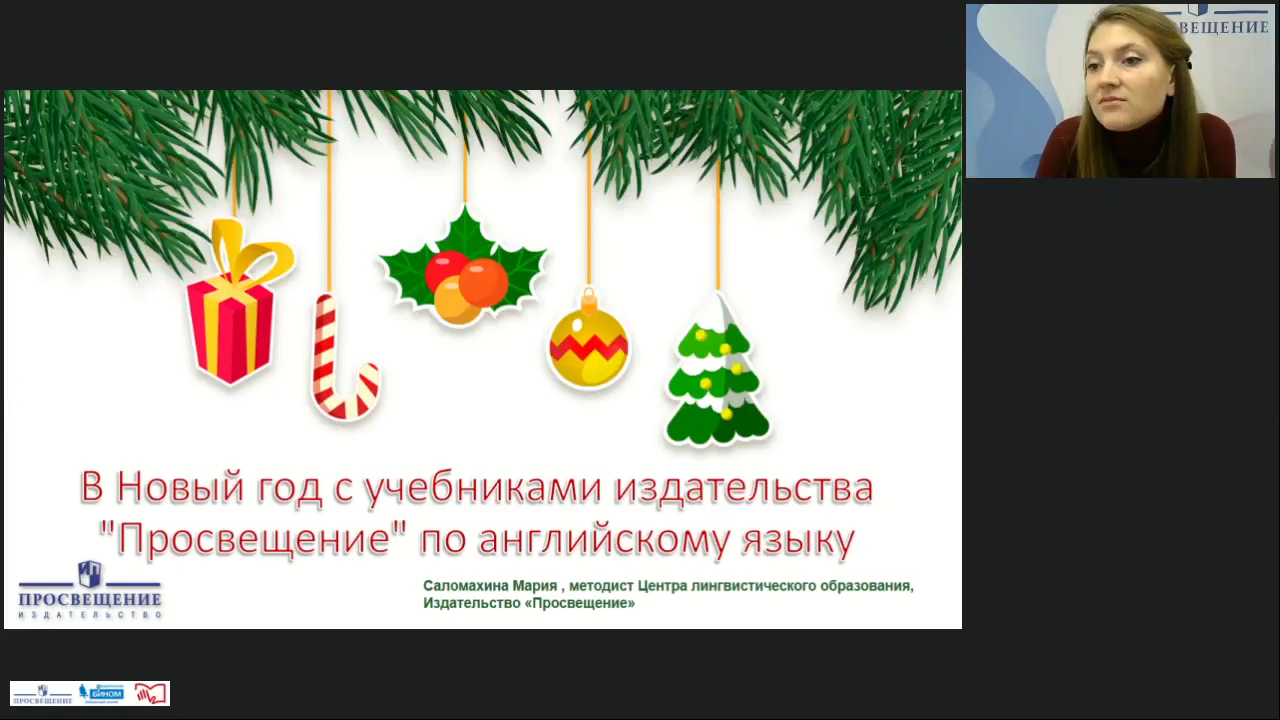 ВЕЩЕНИЕ
В Новый год с учебниками издательства
"Просвещение" по английскому языку
Саломахина Мария , методист Центра лингвистического образования,
Издательство «Просвещение»
ПРОСВЕЩЕНИЕ
ИЗДАТЕЛЬСТВО
ПРОСВЕЩЕНИЕ
БИНОМ